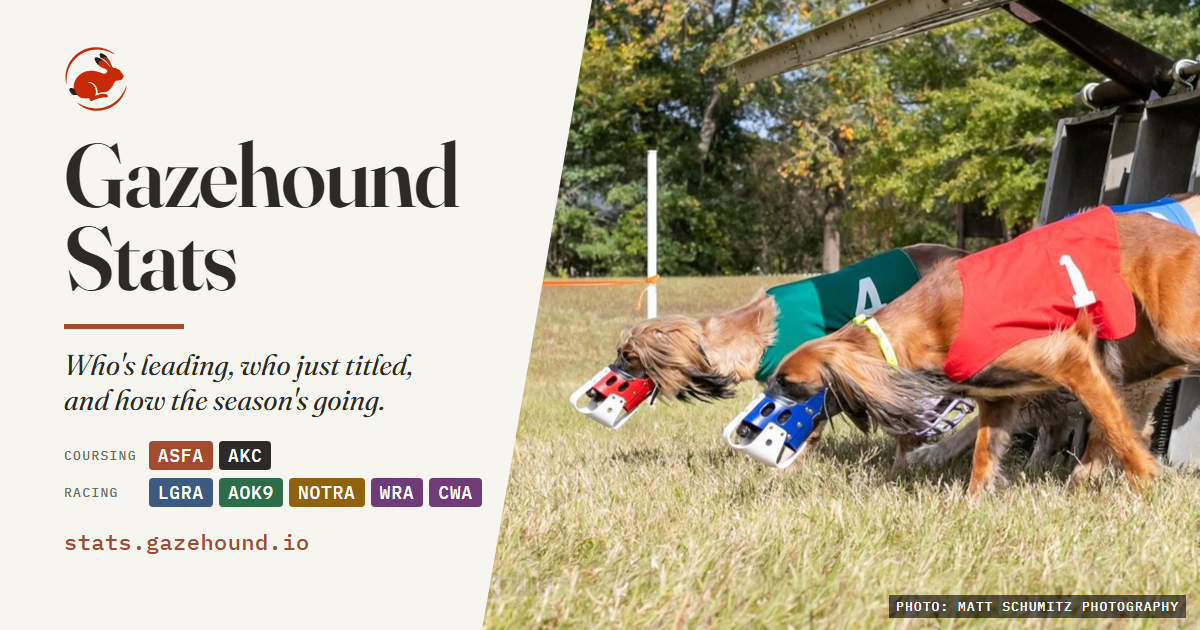 Gazehound
Stats
Who's leading, who just titled,
and how the season's going.
COURSING ASFA AKC
RACING LGRA AOK9 NOTRA WRA CWA
stats.gazehound.io
4
1
PHOTO: MATT SCHUMITZ PHOTOGRAPHY